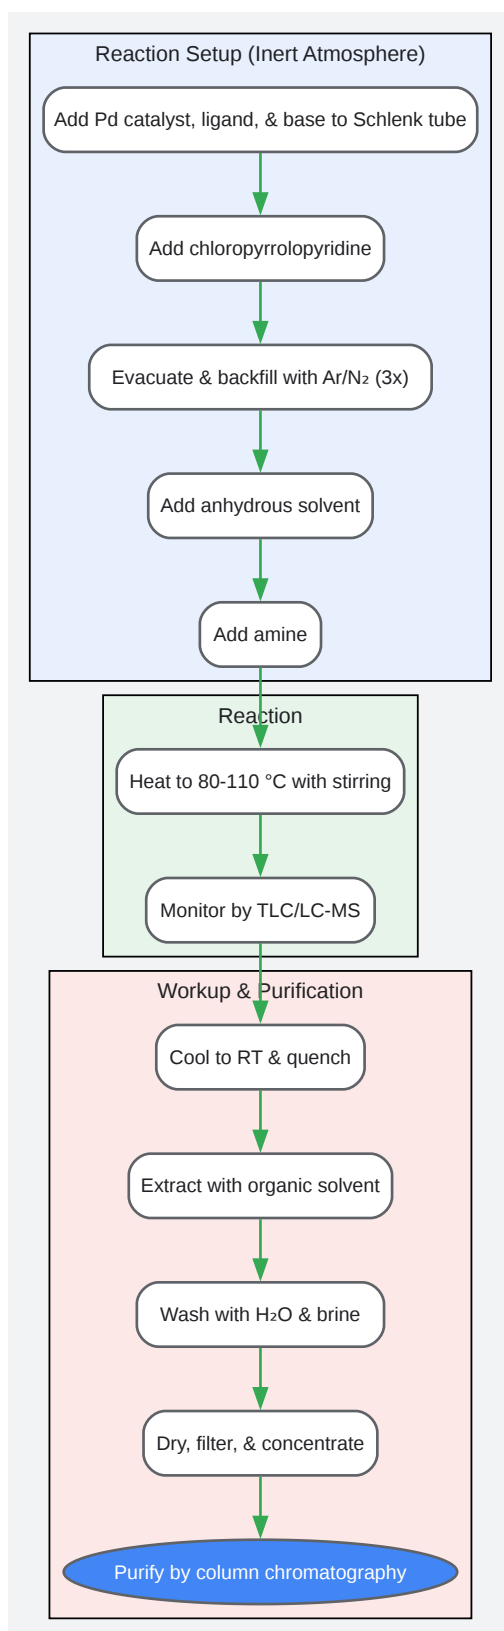 Reaction Setup (Inert Atmosphere)
Add Pd catalyst, ligand, & base to Schlenk tube
Add chloropyrrolopyridine
Evacuate & backfill with Ar/N₂ (3x)
Add anhydrous solvent
Add amine
Reaction
Heat to 80-110 °C with stirring
Monitor by TLC/LC-MS
Workup & Purification
Cool to RT & quench
Extract with organic solvent
Wash with H₂O & brine
Dry, filter, & concentrate
Purify by column chromatography